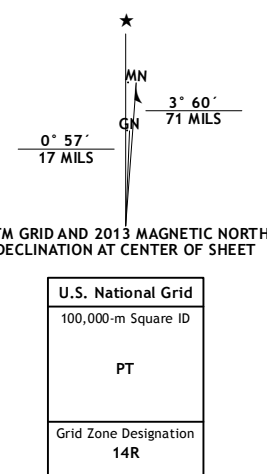 MN
3° 60´
71 MILS
GN
0° 57´
17 MILS
TM GRID AND 2013 MAGNETIC NORTH
DECLINATION AT CENTER OF SHEET
U.S. National Grid
100,000-m Square ID
PT
Grid Zone Designation
14R